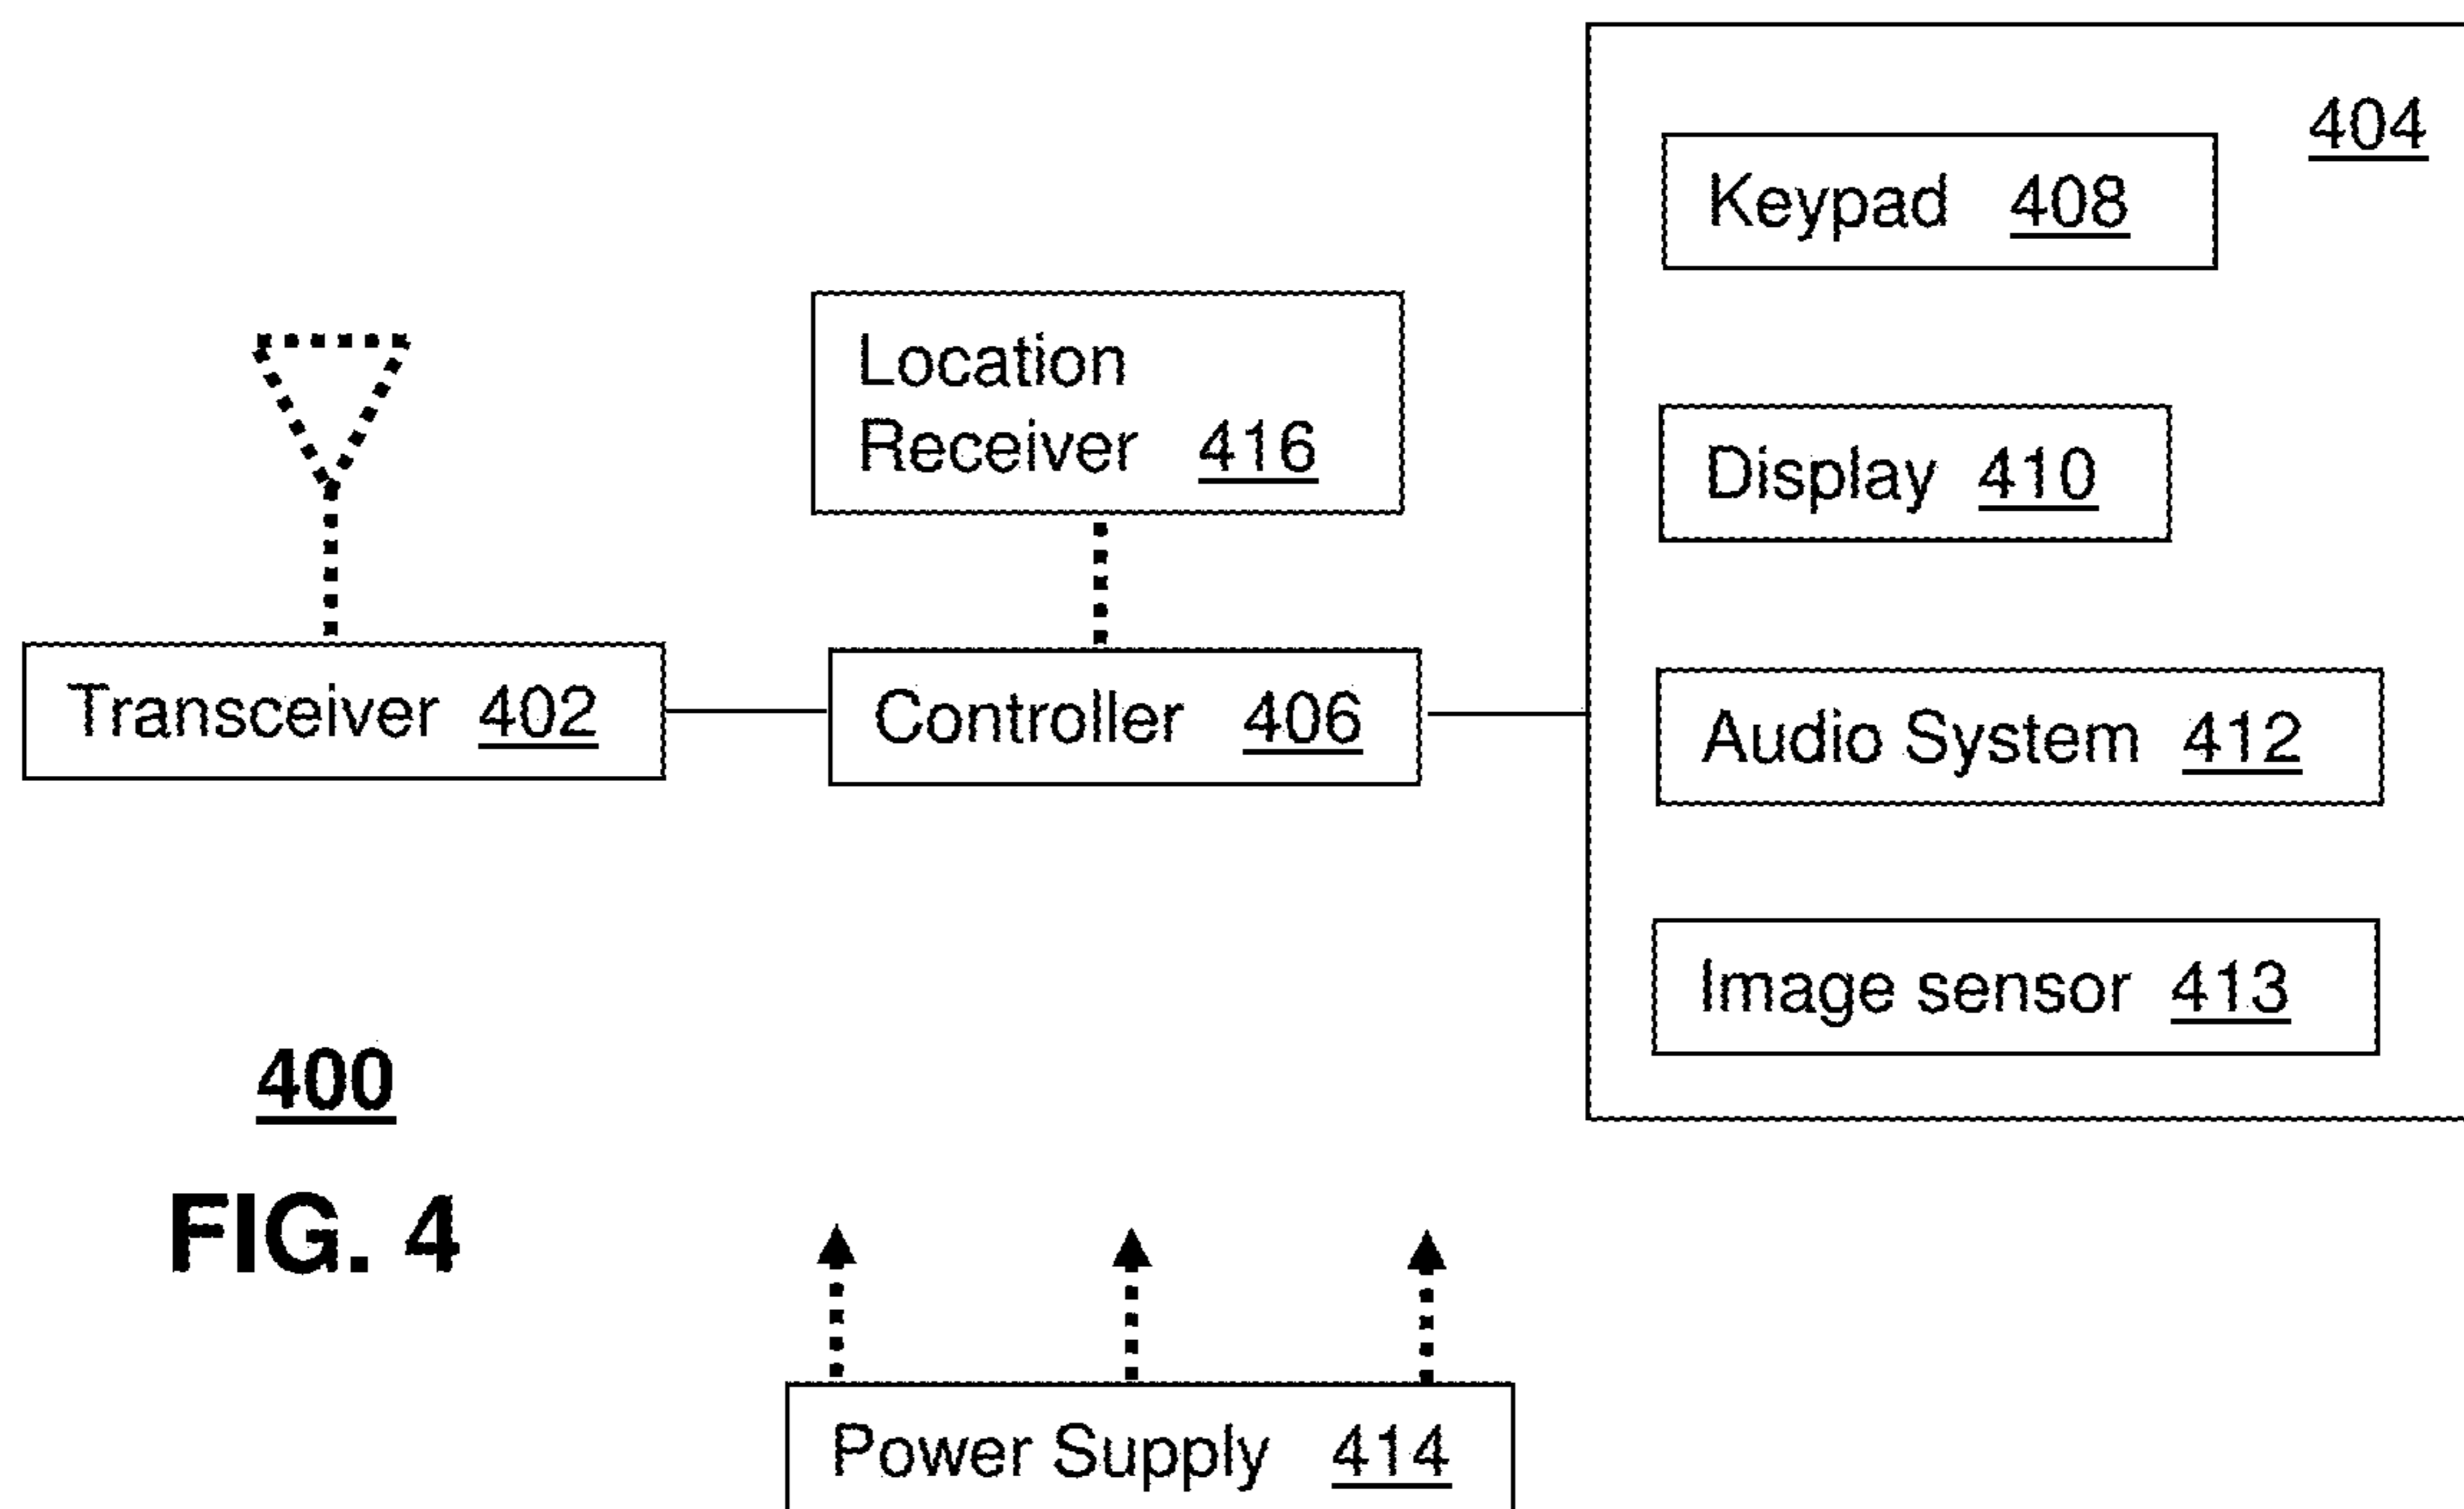 404
Keypad 408
Location
Receiver 416
Display 410
Transceiver 402
Controller 406
Audio System 412
Image sensor 413
400
FIG. 4
Power Supply 414